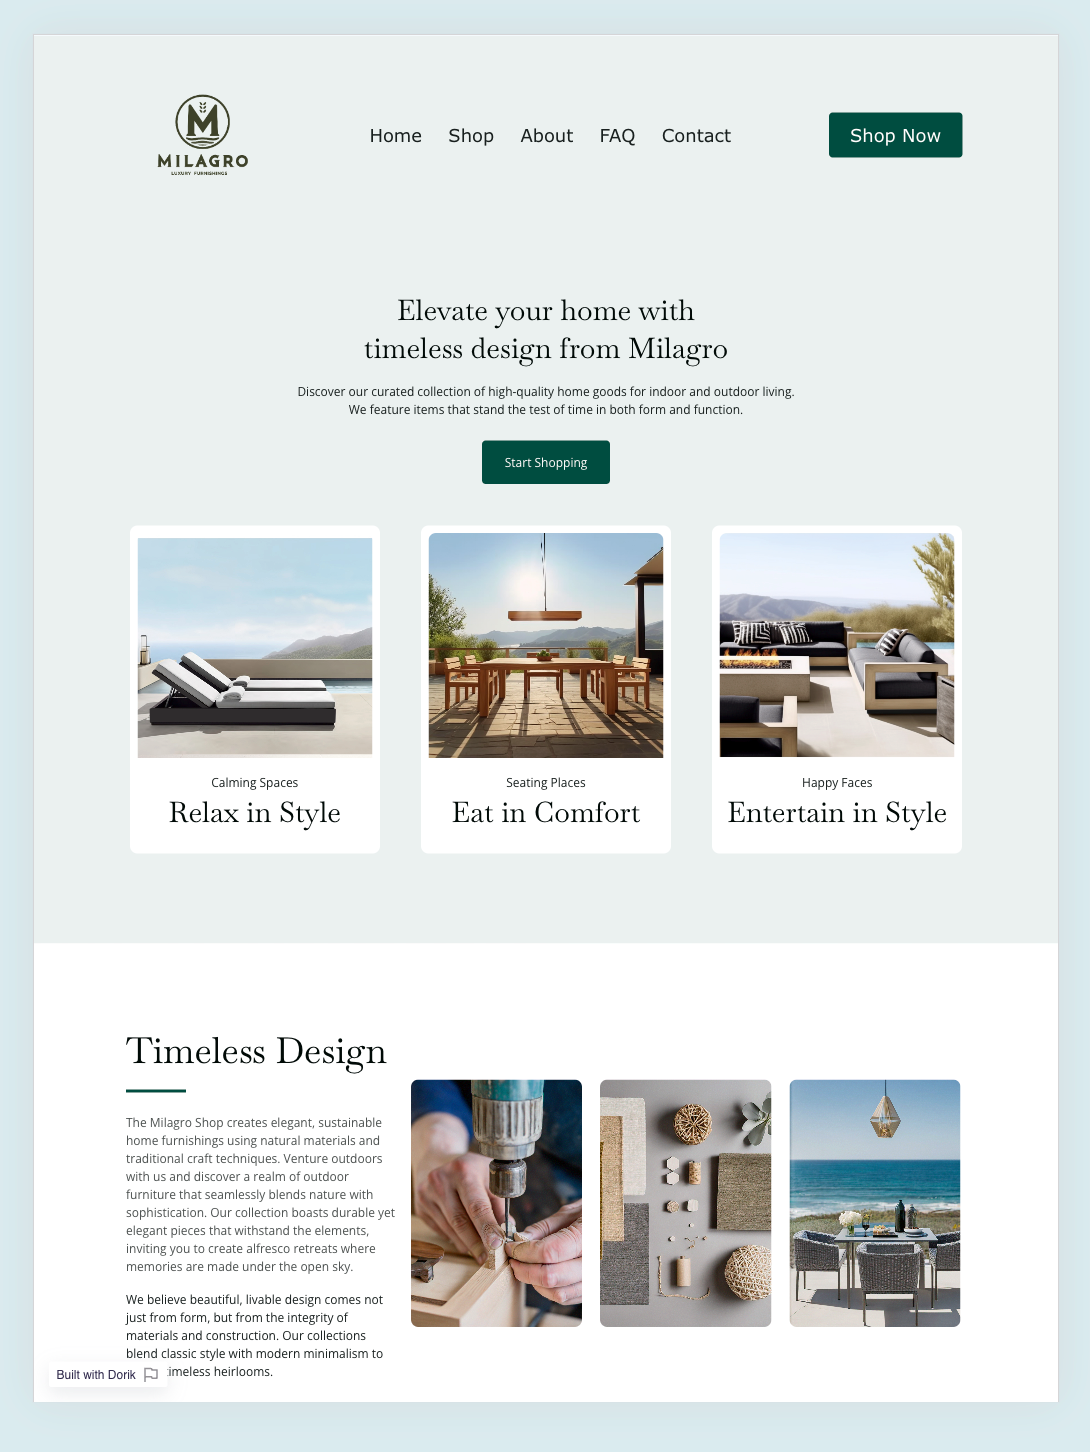 MILAGRO
LUXURY FURNISHINGS
Home Shop About FAQ Contact
Shop Now
Elevate your home with
timeless design from Milagro
Discover our curated collection of high-quality home goods for indoor and outdoor living.
We feature items that stand the test of time in both form and function.
Start Shopping
Calming Spaces
Relax in Style
Seating Places
Eat in Comfort
Happy Faces
Entertain in Style
Timeless Design
The Milagro Shop creates elegant, sustainable
home furnishings using natural materials and
traditional craft techniques. Venture outdoors
with us and discover a realm of outdoor
furniture that seamlessly blends nature with
sophistication. Our collection boasts durable yet
elegant pieces that withstand the elements,
inviting you to create alfresco retreats where
memories are made under the open sky.
We believe beautiful, livable design comes not
just from form, but from the integrity of
materials and construction. Our collections
blend classic style with modern minimalism to
timeless heirlooms.
Built with Dorik